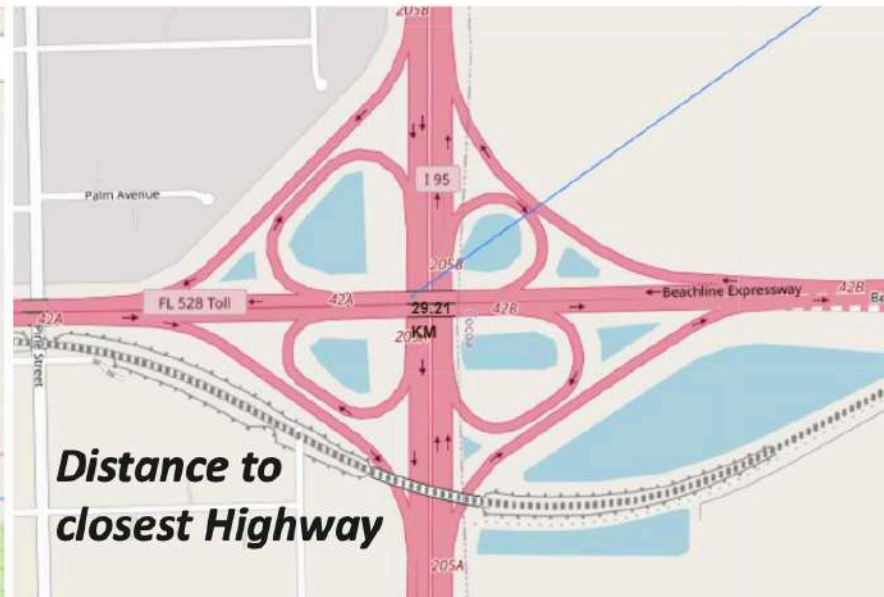 205B
Palm Avenue
I 95
205B
FL 528 Toll
42A
Beachline Expressway
42B
42A
29.21
KM
42B
Pine Street
Distance to
closest Highway
205A